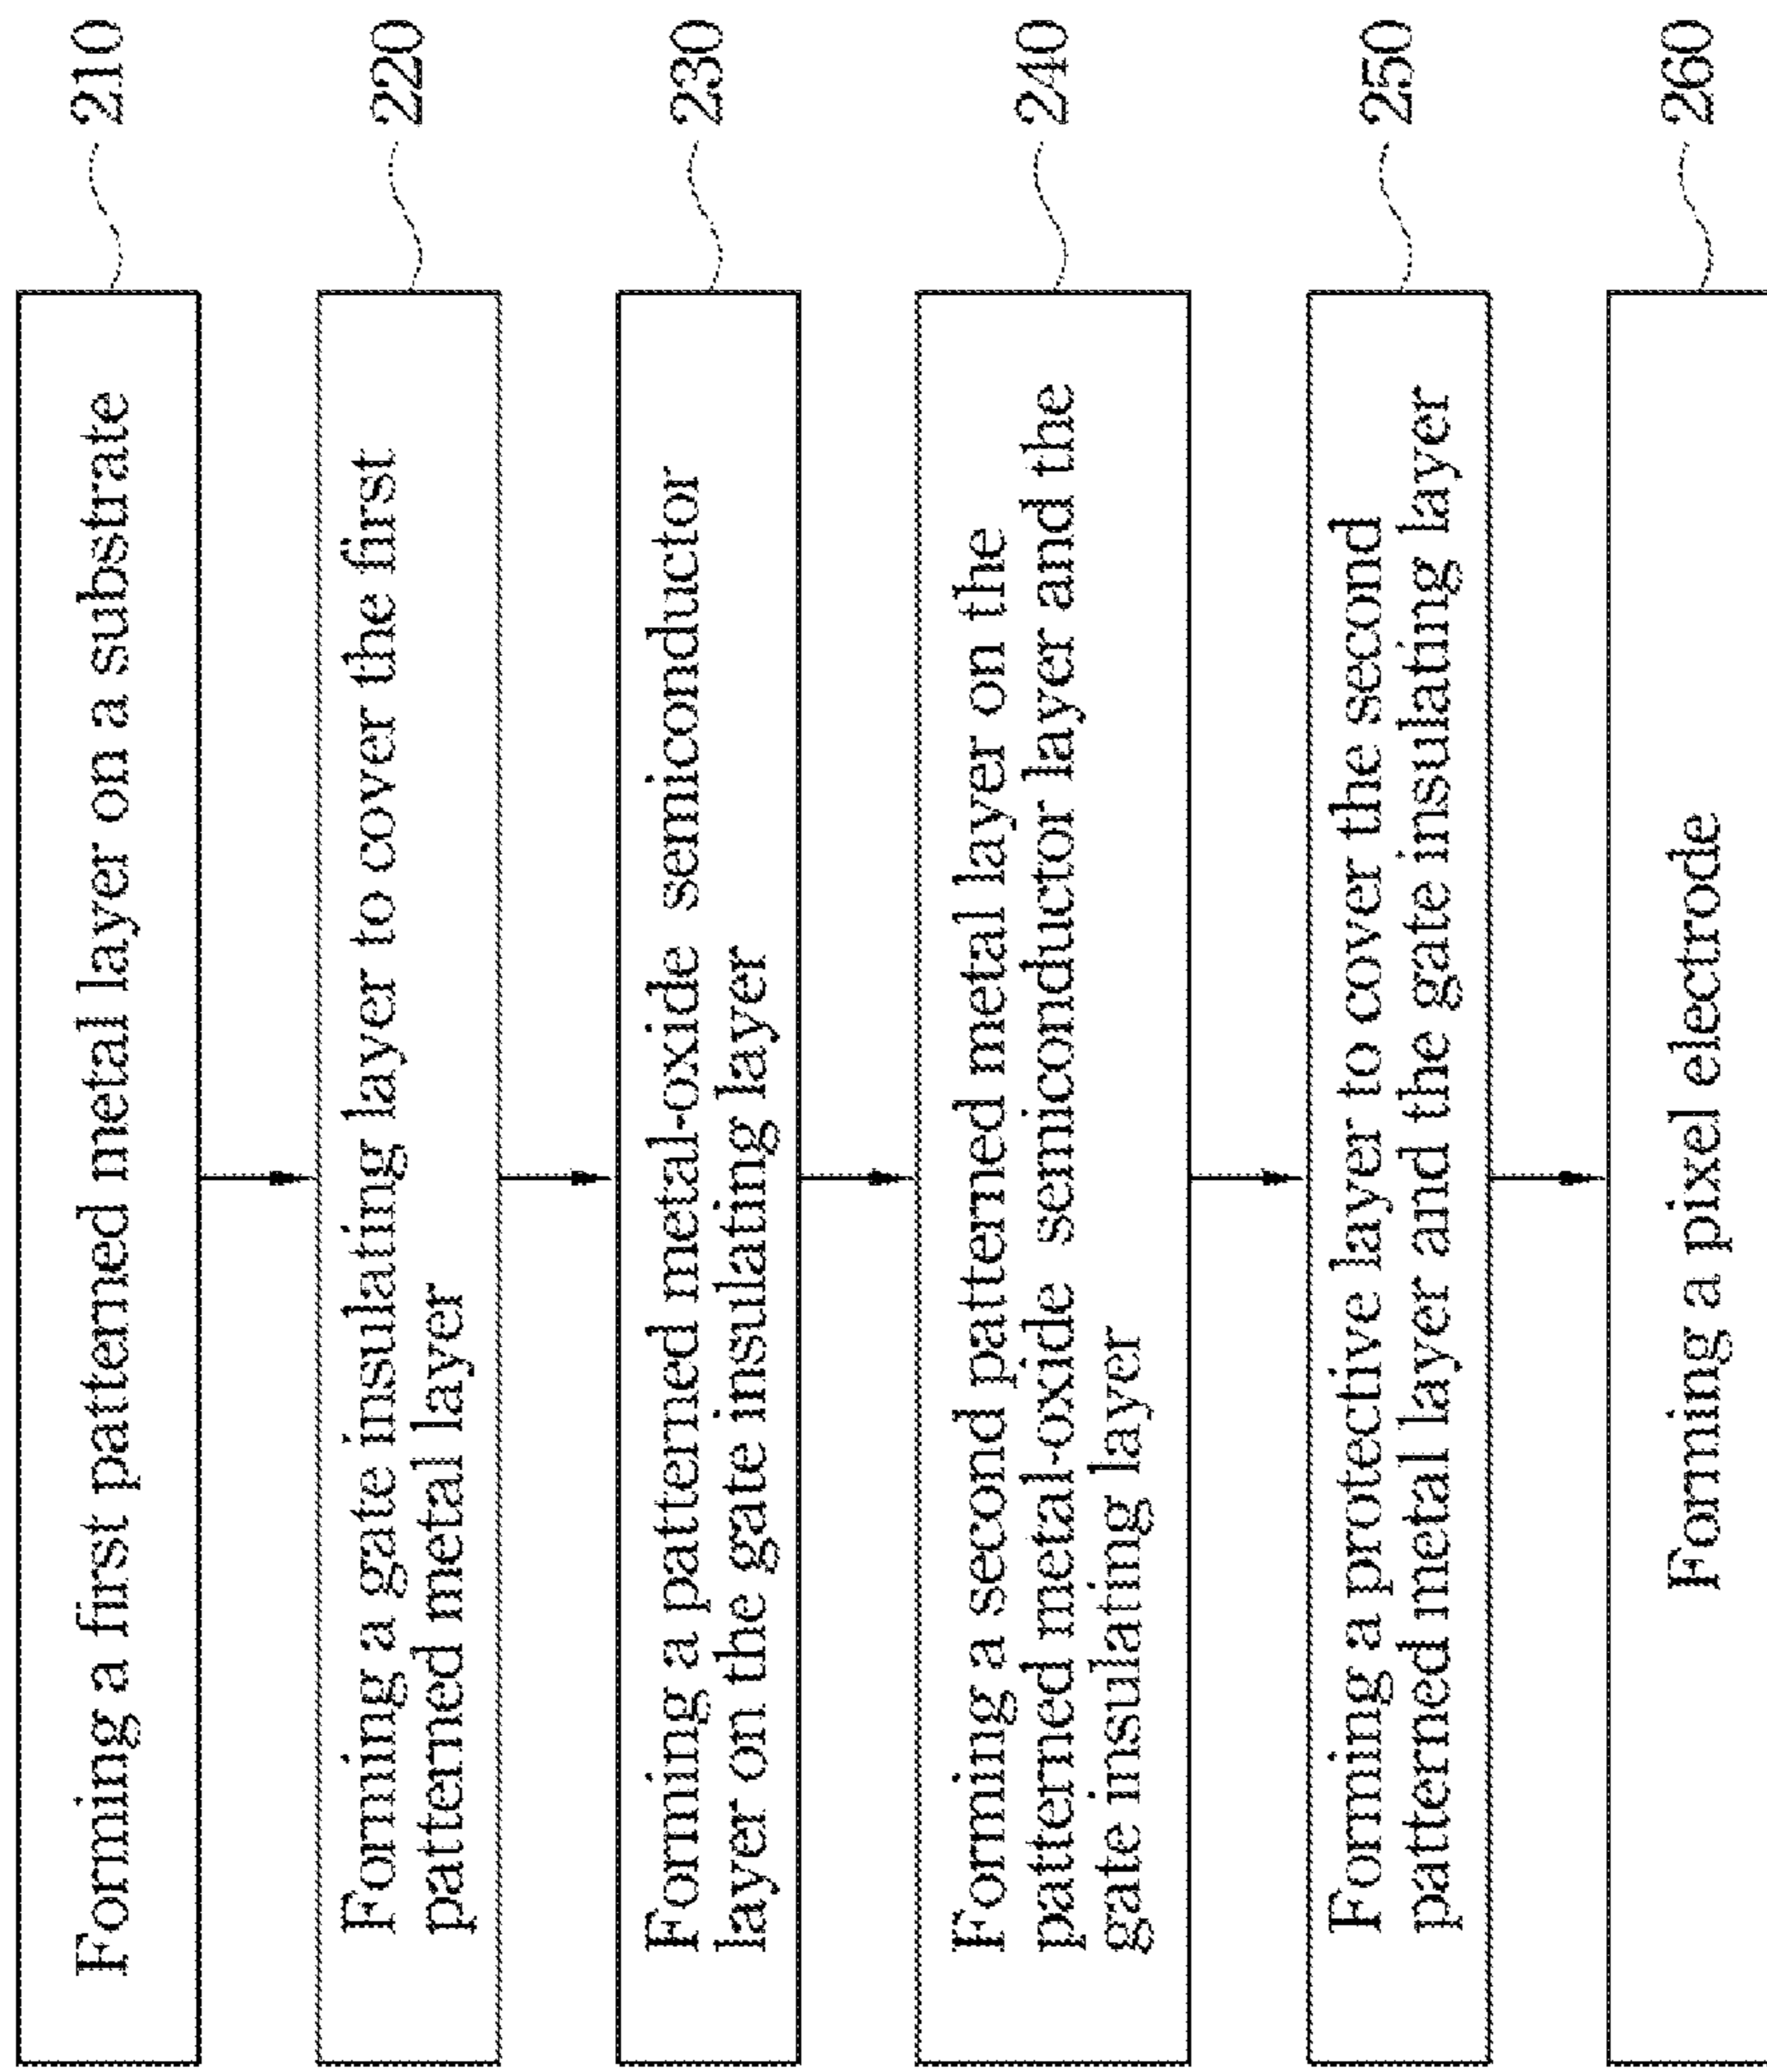 Forming a first patterned metal layer on a substrate
210
Forming a gate insulating layer to cover the first
patterned metal layer
220
Forming a patterned metal-oxide semiconductor
layer on the gate insulating layer
230
Forming a second patterned metal layer on the
patterned metal-oxide semiconductor layer and the
gate insulating layer
240
Forming a protective layer to cover the second
patterned metal layer and the gate insulating layer
250
Forming a pixel electrode
260